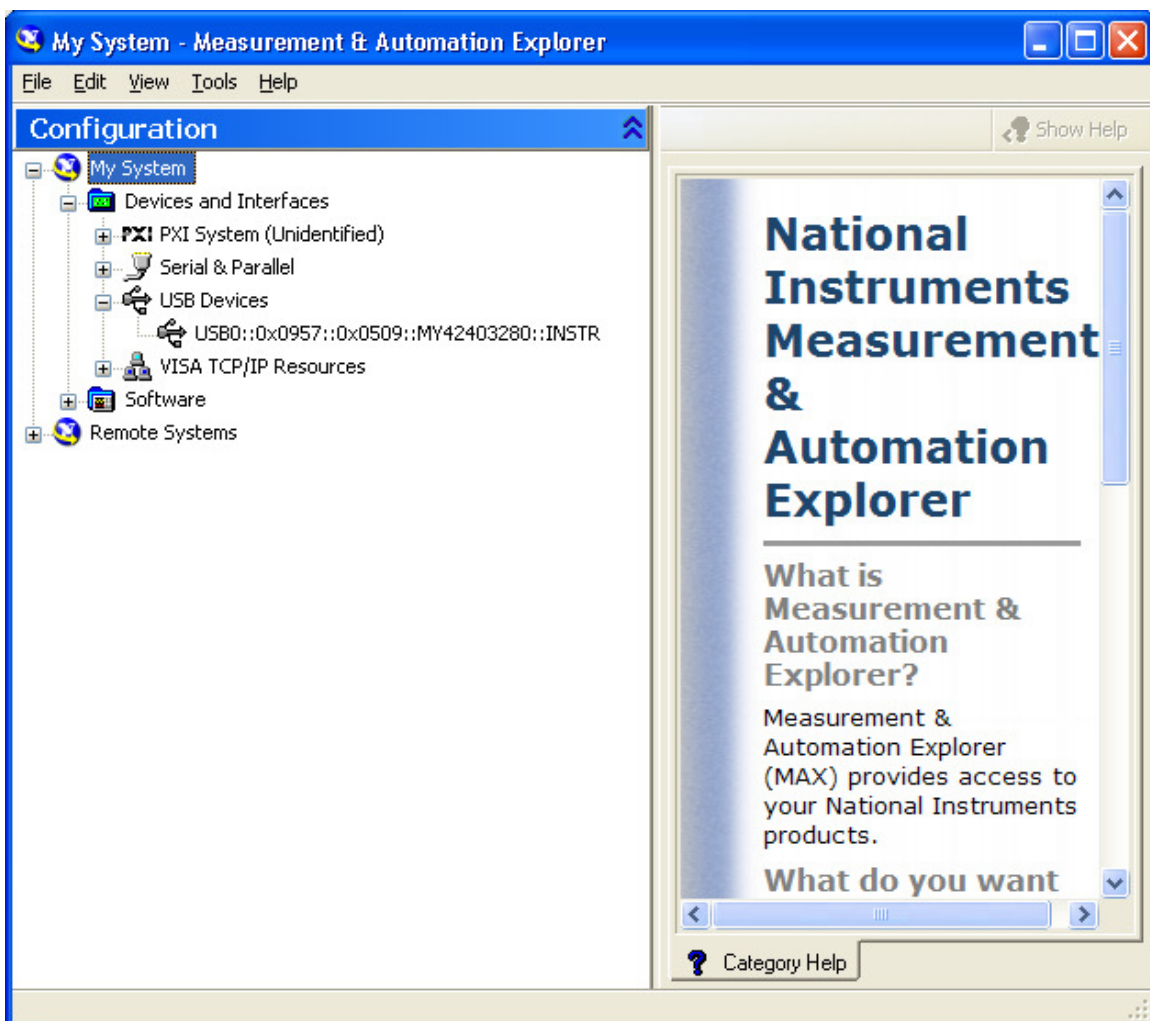 My System - Measurement & Automation Explorer
File Edit View Tools Help
Configuration
Show Help
My System
Devices and Interfaces
PXI PXI System (Unidentified)
Serial & Parallel
USB Devices
USB0::0x0957::0x0509::MY42403280::INSTR
VISA TCP/IP Resources
Software
Remote Systems
National
Instruments
Measurement
&
Automation
Explorer
What is
Measurement &
Automation
Explorer?
Measurement &
Automation Explorer
(MAX) provides access to
your National Instruments
products.
What do you want
Category Help